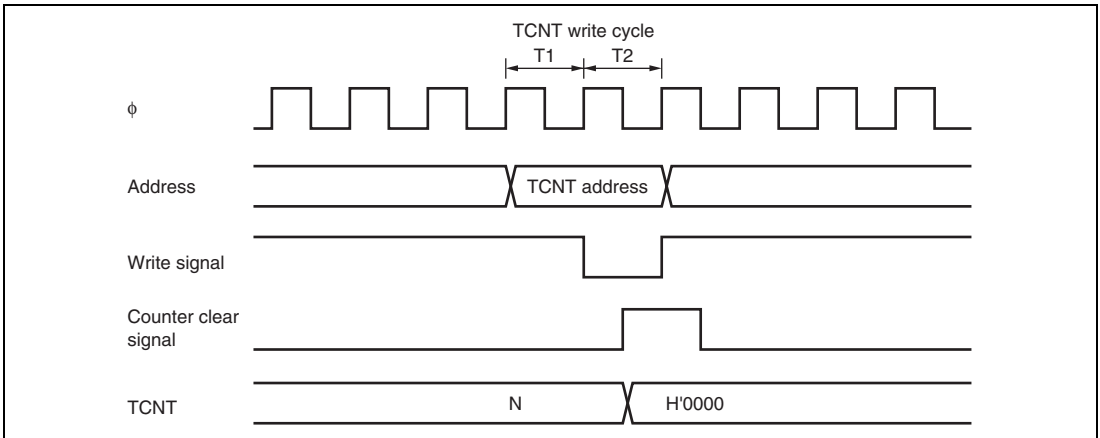 TCNT write cycle
T1 T2
ϕ
Address
TCNT address
Write signal
Counter clear
signal
TCNT
N
H'0000